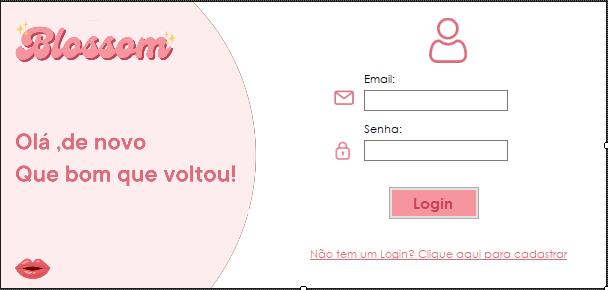 Blossom
Olá ,de novo
Que bom que voltou!
Email:
Senha:
Login
Não tem um Login? Clique aqui para cadastrar